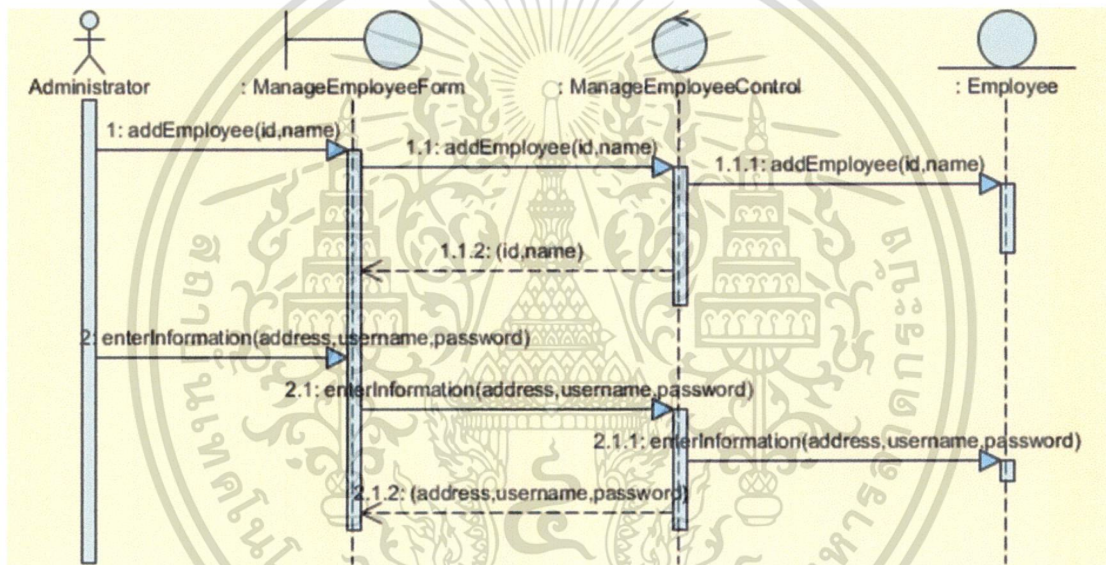 Administrator
: ManageEmployeeForm
: ManageEmployeeControl
: Employee
1: addEmployee(id,name)
1.1: addEmployee(id,name)
1.1.1: addEmployee(id,name)
1.1.2: (id,name)
2: enterInformation(address,username,password)
2.1: enterInformation(address,username,password)
2.1.1: enterInformation(address,username,password)
2.1.2: (address,username,password)